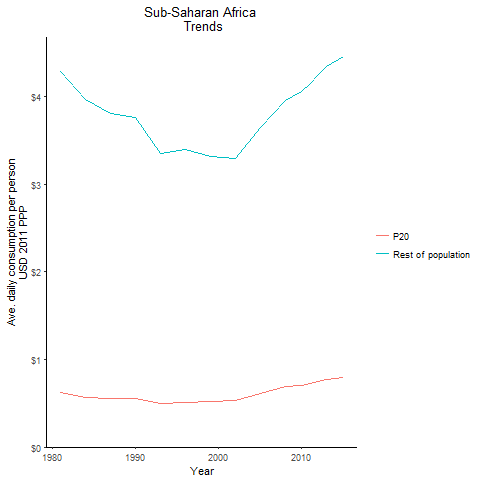 Sub-Saharan Africa
Trends
Ave. daily consumption per person
USD 2011 PPP
$4
$3
$2
$1
$0
1980
1990
2000
2010
Year
P20
Rest of population